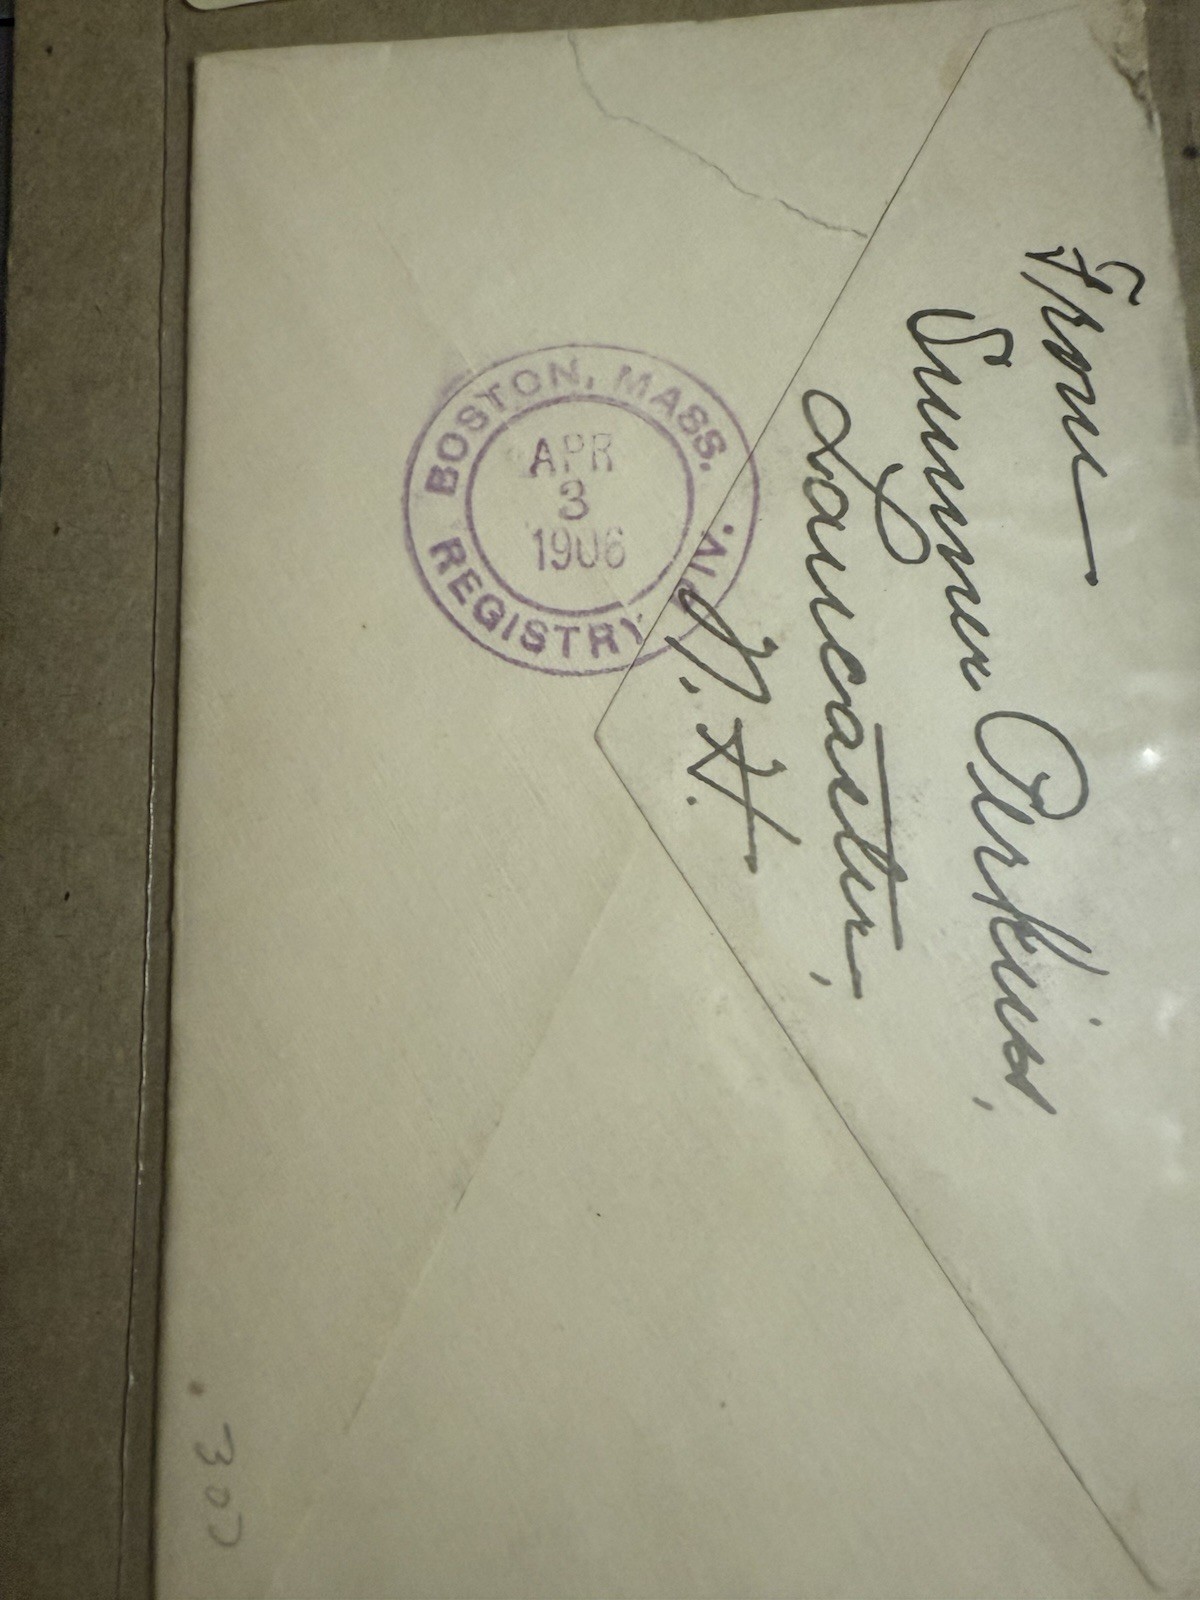 From
Sumner Perkins,
Lancaster,
N. H.
BOSTON, MASS.
APR
3
1906
REGISTRY DIV.
.300